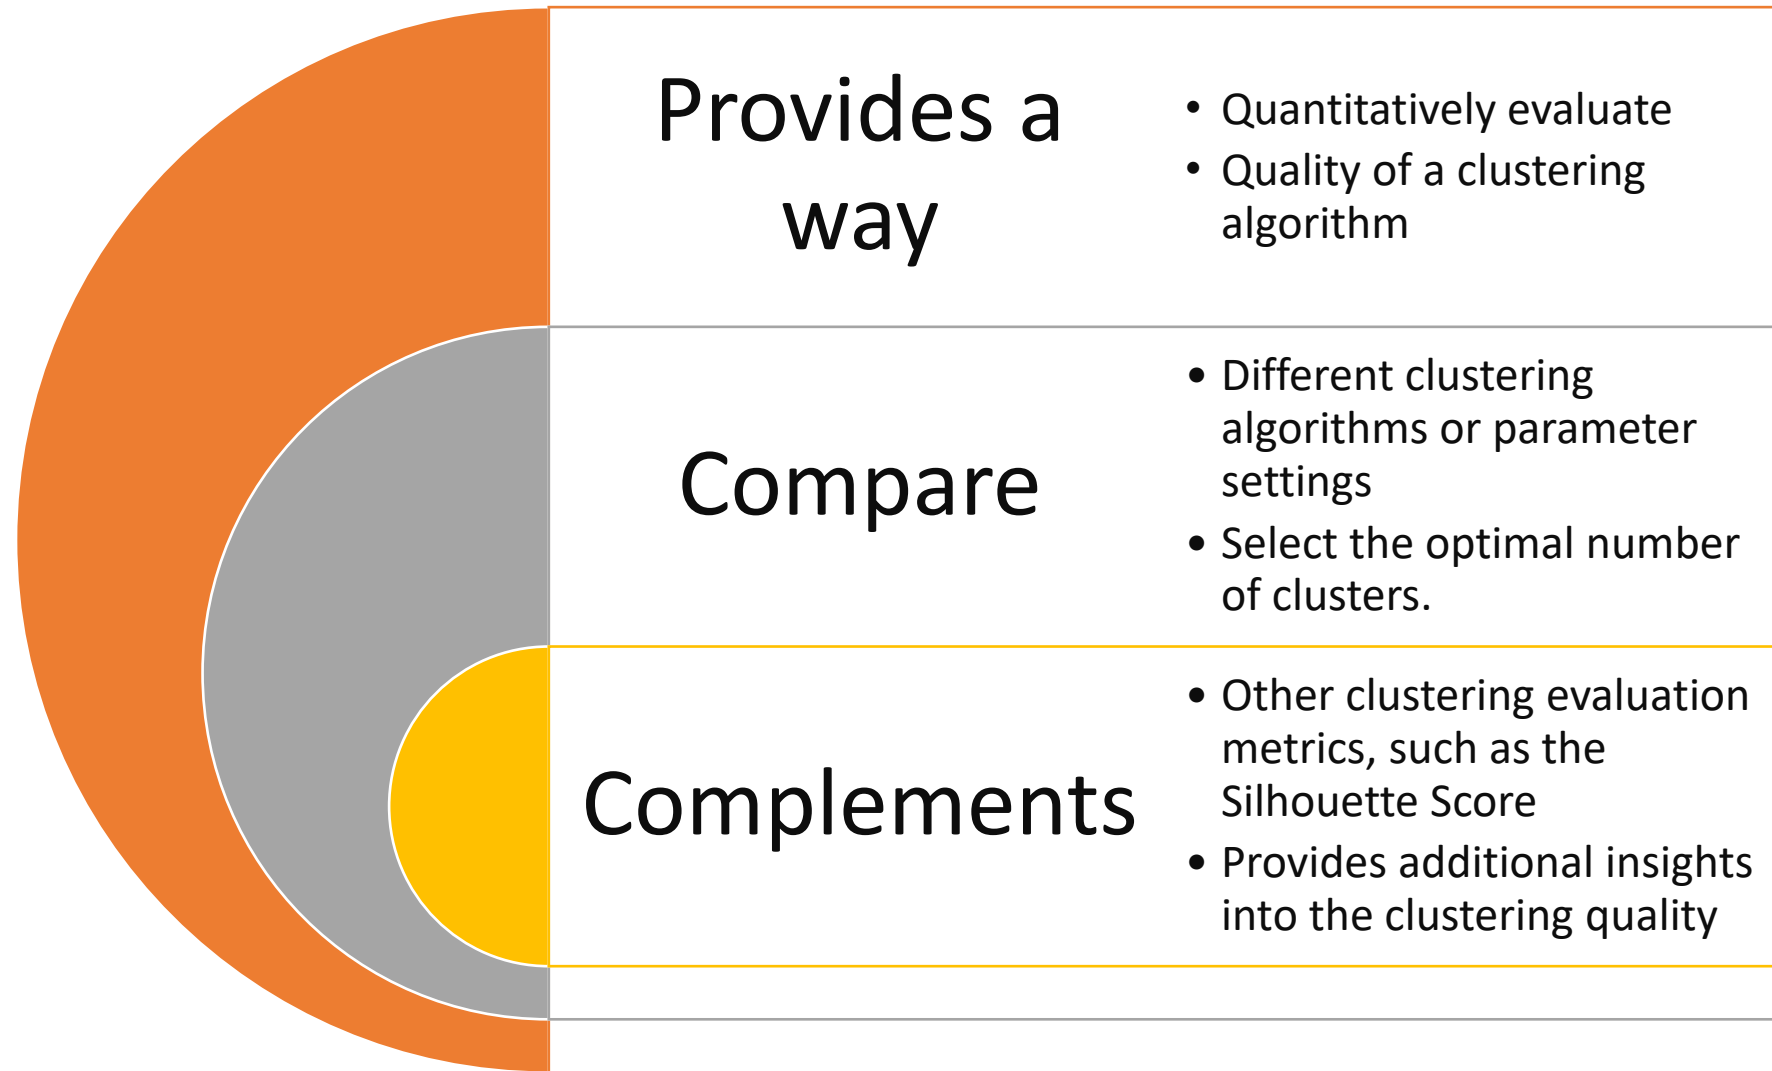 Provides a
way
• Quantitatively evaluate
• Quality of a clustering
algorithm
Compare
• Different clustering
algorithms or parameter
settings
• Select the optimal number
of clusters.
Complements
• Other clustering evaluation
metrics, such as the
Silhouette Score
• Provides additional insights
into the clustering quality